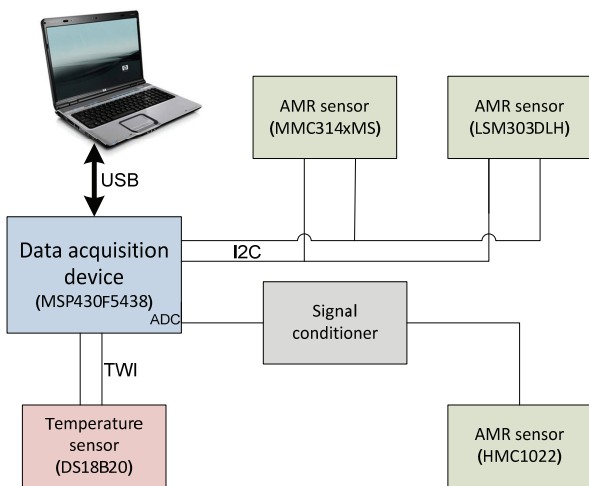 AMR sensor
(MMC314xMS)
AMR sensor
(LSM303DLH)
USB
Data acquisition
device
(MSP430F5438)
ADC
I2C
Signal
conditioner
TWI
Temperature
sensor
(DS18B20)
AMR sensor
(HMC1022)